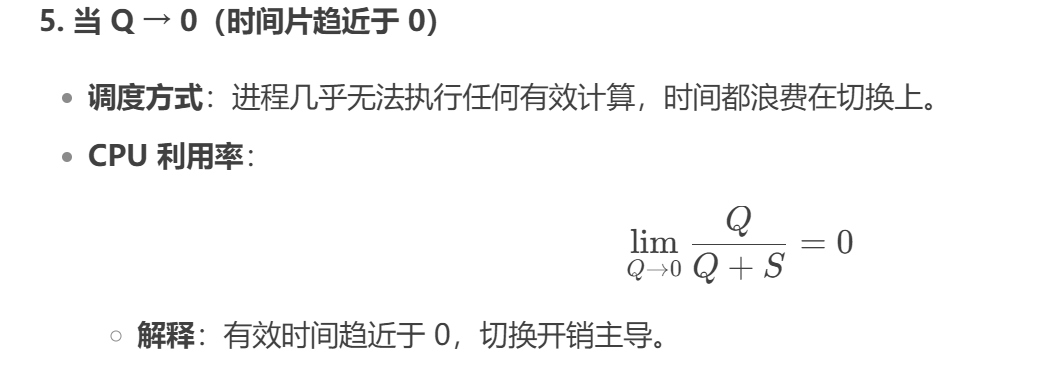 5. 当 Q → 0（时间片趋近于 0）
• 调度方式：进程几乎无法执行任何有效计算，时间都浪费在切换上。
• CPU 利用率：
lim_{Q→0} Q/(Q + S) = 0
○ 解释：有效时间趋近于 0，切换开销主导。